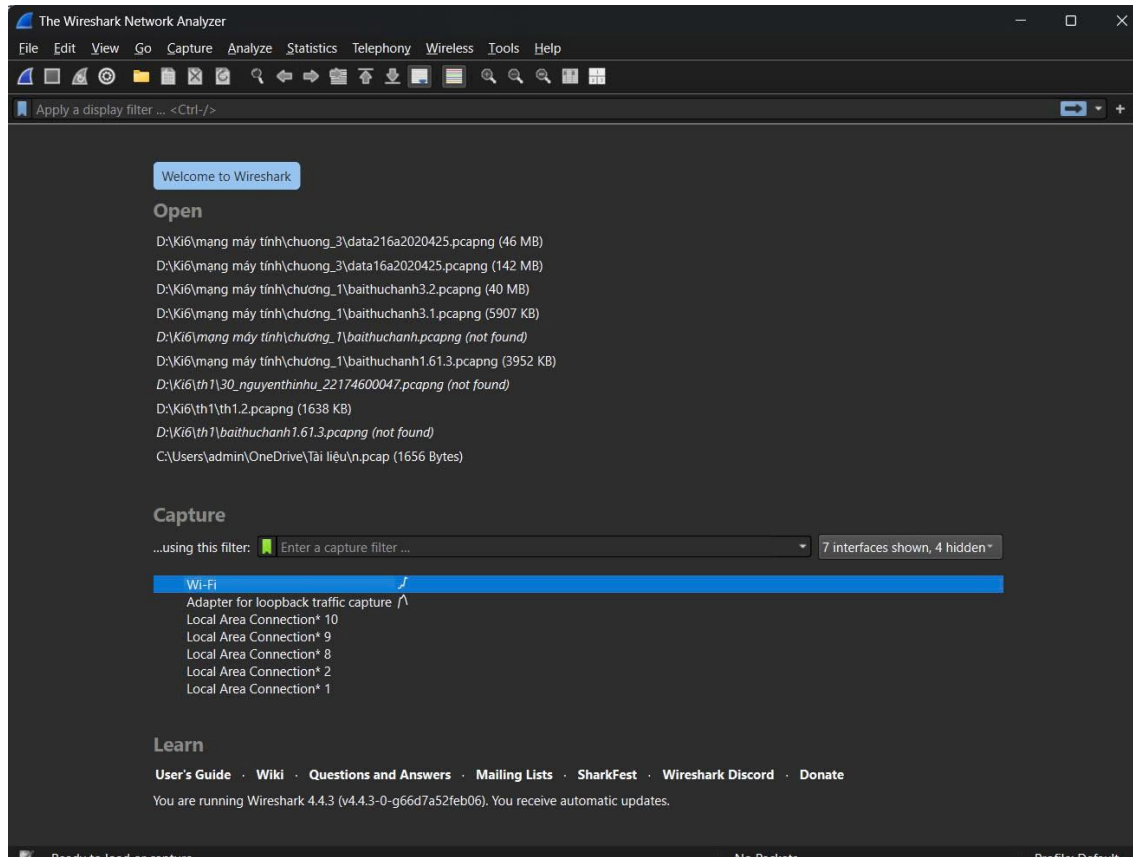 The Wireshark Network Analyzer
File Edit View Go Capture Analyze Statistics Telephony Wireless Tools Help
Apply a display filter ... <Ctrl-/>
Welcome to Wireshark
Open
D:\Ki6\mạng máy tính\chuong_3\data216a2020425.pcapng (46 MB)
D:\Ki6\mạng máy tính\chuong_3\data16a2020425.pcapng (142 MB)
D:\Ki6\mạng máy tính\chương_1\baithuchanh3.2.pcapng (40 MB)
D:\Ki6\mạng máy tính\chương_1\baithuchanh3.1.pcapng (5907 KB)
D:\Ki6\mạng máy tính\chương_1\baithuchanh.pcapng (not found)
D:\Ki6\mạng máy tính\chương_1\baithuchanh1.61.3.pcapng (3952 KB)
D:\Ki6\th1\30_nguyenthinhu_22174600047.pcapng (not found)
D:\Ki6\th1\th1.2.pcapng (1638 KB)
D:\Ki6\th1\baithuchanh1.61.3.pcapng (not found)
C:\Users\admin\OneDrive\Tài liệu\n.pcap (1656 Bytes)
Capture
...using this filter: Enter a capture filter ... 7 interfaces shown, 4 hidden
Wi-Fi
Adapter for loopback traffic capture
Local Area Connection* 10
Local Area Connection* 9
Local Area Connection* 8
Local Area Connection* 2
Local Area Connection* 1
Learn
User's Guide · Wiki · Questions and Answers · Mailing Lists · SharkFest · Wireshark Discord · Donate
You are running Wireshark 4.4.3 (v4.4.3-0-g66d7a52feb06). You receive automatic updates.
Ready to load or capture No Packets Profile: Default